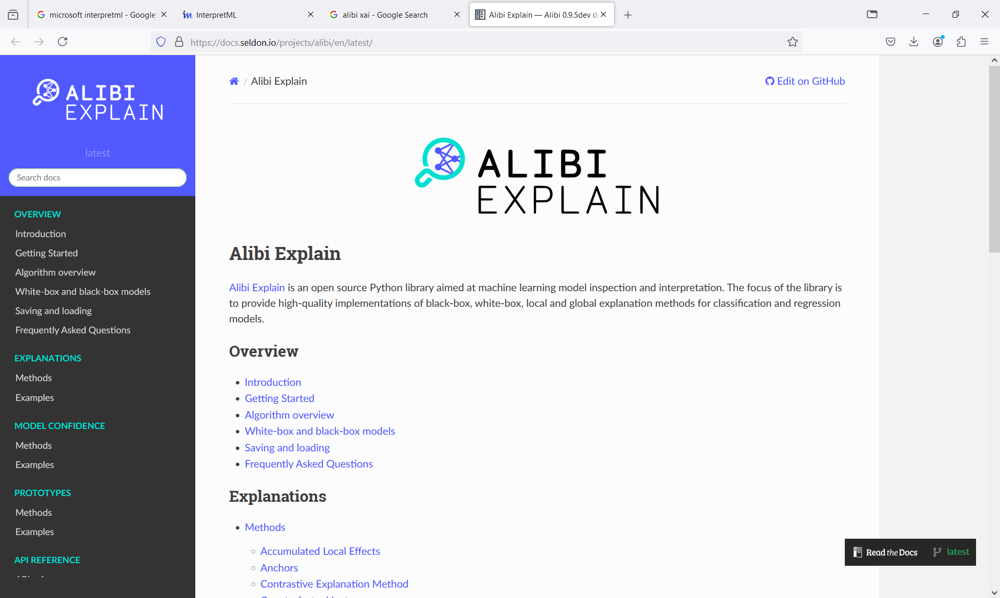 microsoft interpretml - Google
InterpretML
alibi xai - Google Search
Alibi Explain — Alibi 0.9.5dev d
https://docs.seldon.io/projects/alibi/en/latest/
ALIBI
EXPLAIN
latest
Search docs
OVERVIEW
Introduction
Getting Started
Algorithm overview
White-box and black-box models
Saving and loading
Frequently Asked Questions
EXPLANATIONS
Methods
Examples
MODEL CONFIDENCE
Methods
Examples
PROTOTYPES
Methods
Examples
API REFERENCE
/ Alibi Explain
Edit on GitHub
ALIBI
EXPLAIN
Alibi Explain
Alibi Explain is an open source Python library aimed at machine learning model inspection and interpretation. The focus of the library is
to provide high-quality implementations of black-box, white-box, local and global explanation methods for classification and regression
models.
Overview
• Introduction
• Getting Started
• Algorithm overview
• White-box and black-box models
• Saving and loading
• Frequently Asked Questions
Explanations
• Methods
○ Accumulated Local Effects
○ Anchors
○ Contrastive Explanation Method
Read the Docs
latest